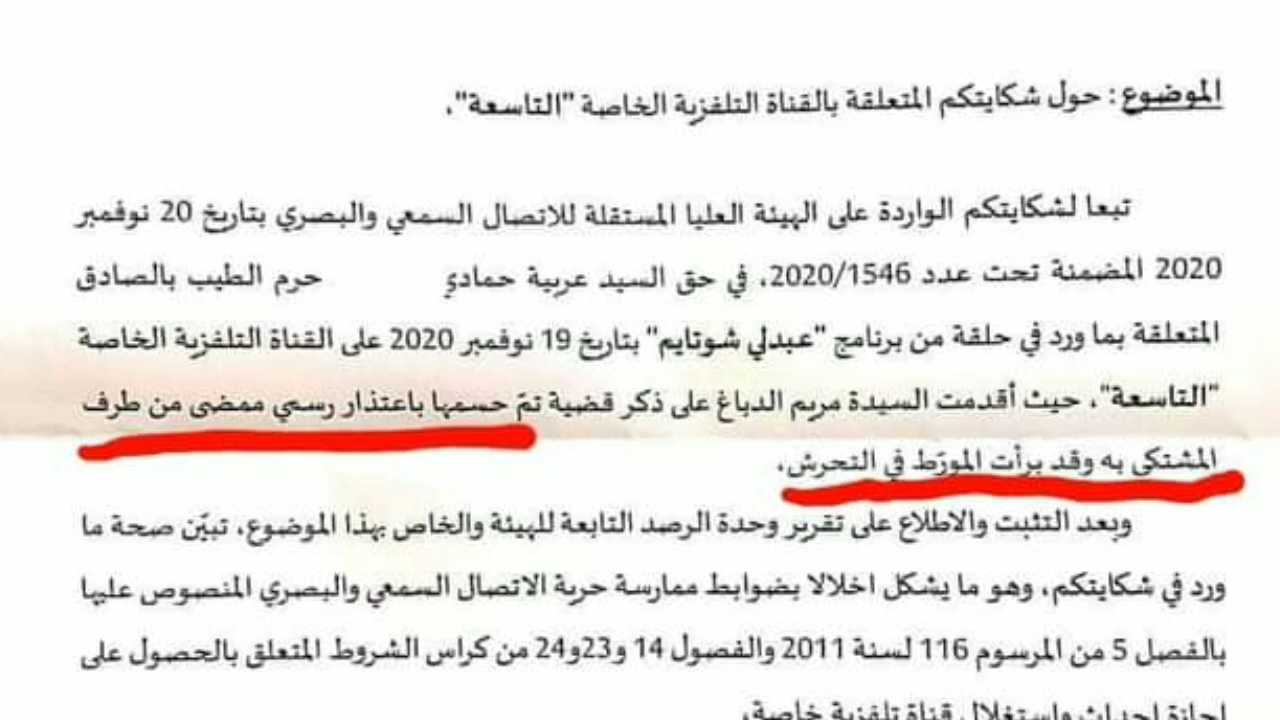 الموضوع: حول شكايتكم المتعلقة بالقناة التلفزية الخاصة "التاسعة".
تبعا لشكايتكم الواردة على الهيئة العليا المستقلة للاتصال السمعي والبصري بتاريخ 20 نوفمبر
2020 المضمنة تحت عدد 2020/1546، في حق السيد عربية حمادي حرم الطيب بالصادق
المتعلقة بما ورد في حلقة من برنامج "عبدلي شوتايم" بتاريخ 19 نوفمبر 2020 على القناة التلفزية الخاصة
"التاسعة"، حيث أقدمت السيدة مريم الدباغ على ذكر قضية تمّ حسمها باعتذار رسمي ممضى من طرف
المشتكى به وقد برأت المورّط في التحرش،
وبعد التثبت والاطلاع على تقرير وحدة الرصد التابعة للهيئة والخاص بهذا الموضوع، تبيّن صحة ما
ورد في شكايتكم، وهو ما يشكل اخلالا بضوابط ممارسة حرية الاتصال السمعي والبصري المنصوص عليها
بالفصل 5 من المرسوم 116 لسنة 2011 والفصول 14 و23و24 من كراس الشروط المتعلق بالحصول على
إجازة إحداث واستغلال قناة تلفزية خاصة،